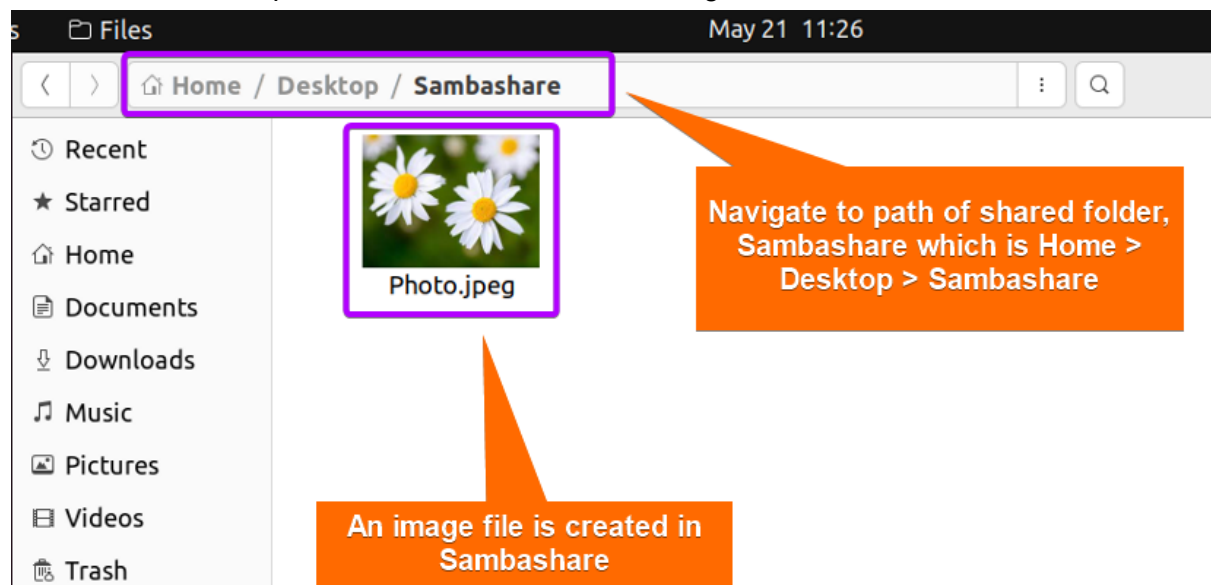 s Files May 21 11:26
Home / Desktop / Sambashare
Recent
Starred
Home
Documents
Downloads
Music
Pictures
Videos
Trash
Photo.jpeg
Navigate to path of shared folder,
Sambashare which is Home >
Desktop > Sambashare
An image file is created in
Sambashare